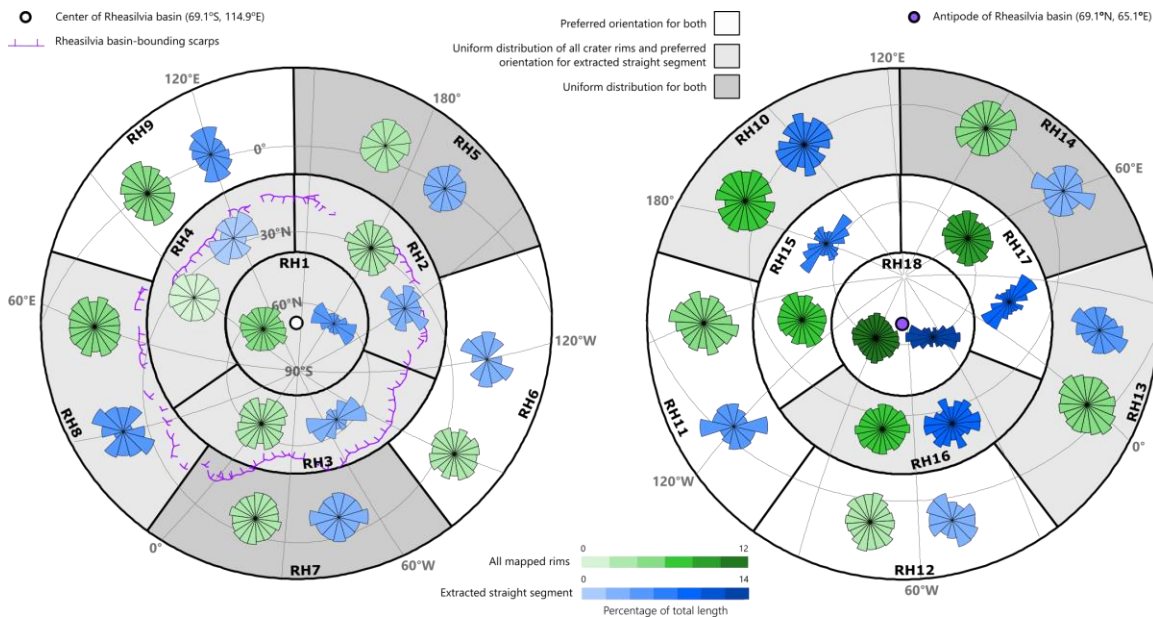 Center of Rheasilvia basin (69.1°S, 114.9°E)
Rheasilvia basin-bounding scarps
Preferred orientation for both
Uniform distribution of all crater rims and preferred
orientation for extracted straight segment
Uniform distribution for both
Antipode of Rheasilvia basin (69.1°N, 65.1°E)
120°E
180°
RH9
0°
RH5
RH4
30°N
RH2
RH1
60°E
60°N
120°W
90°S
RH8
RH6
RH3
0°
RH7
60°W
120°E
RH10
RH14
60°E
180°
120°E
RH15
RH17
RH18
RH11
RH13
0°
120°W
RH16
RH12
60°W
0
12
All mapped rims
0
14
Extracted straight segment
Percentage of total length